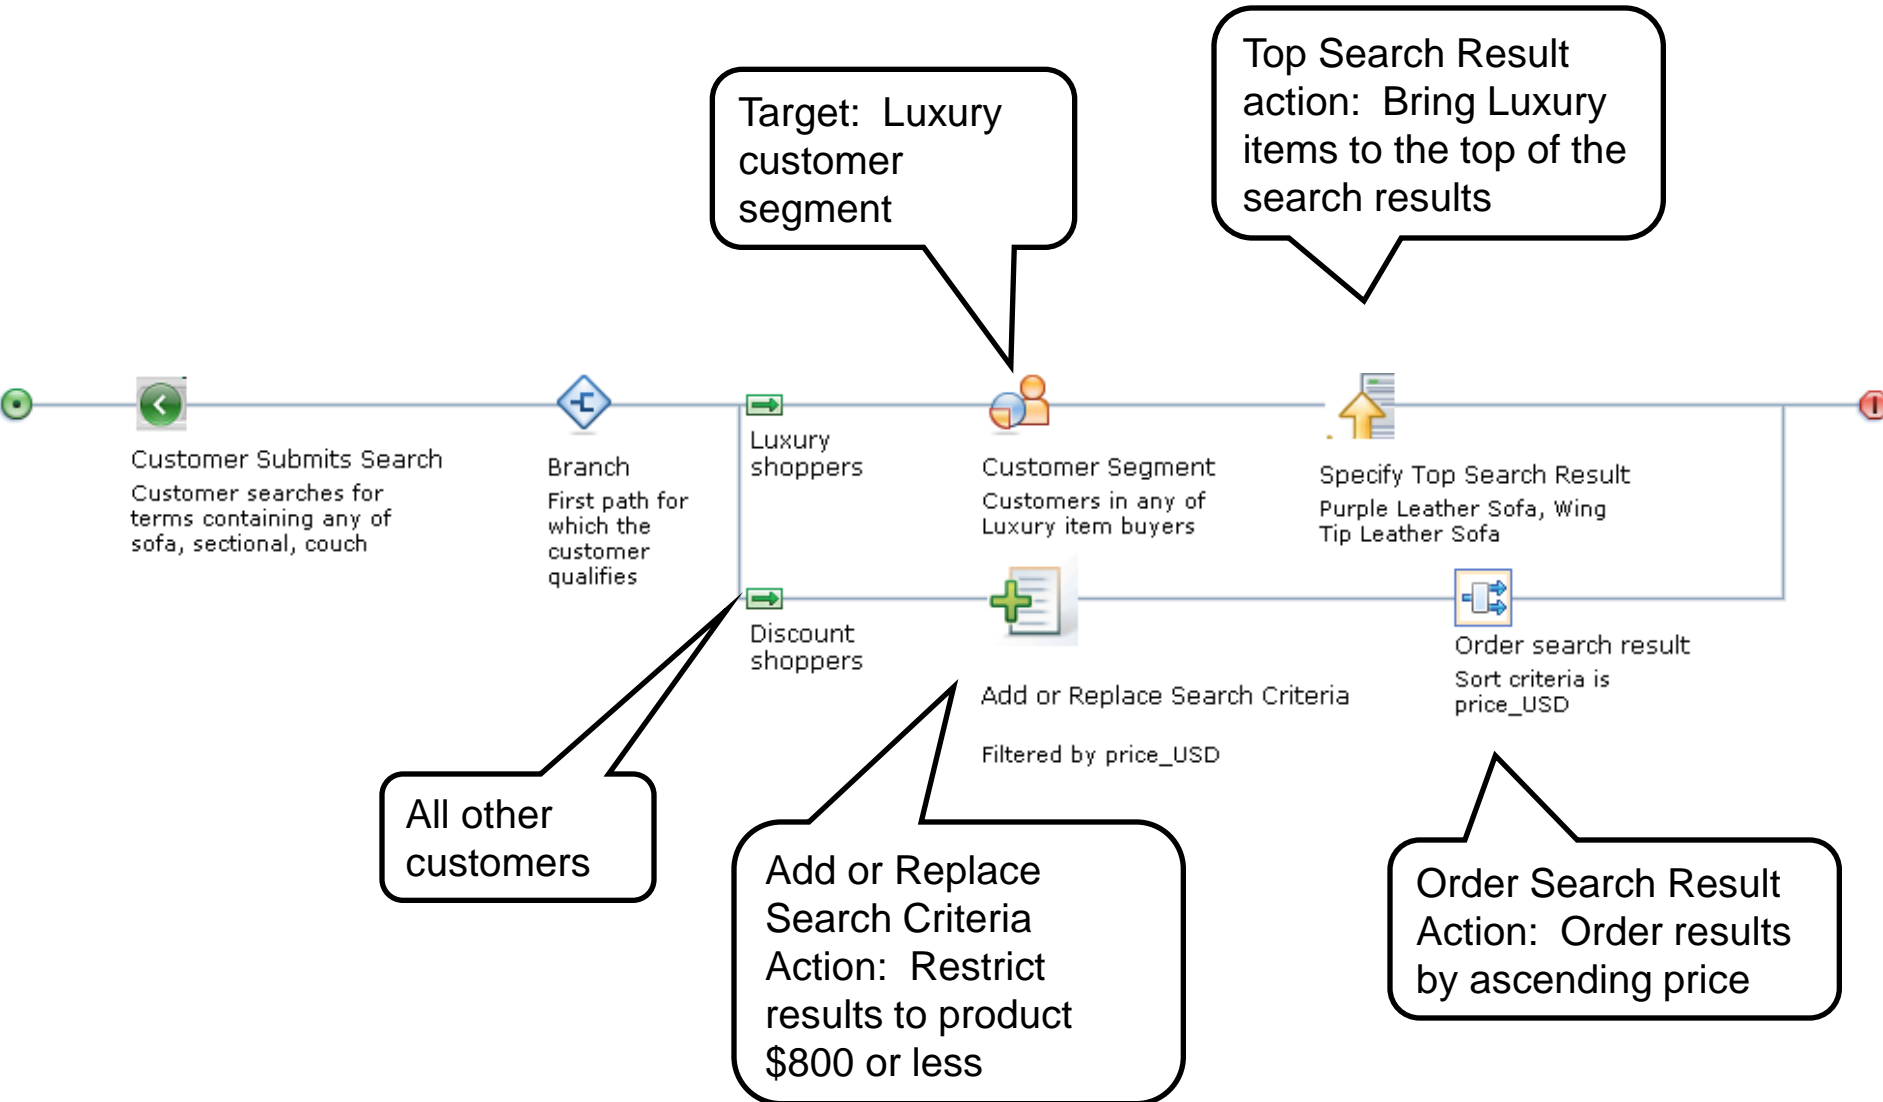 Top Search Result
action:  Bring Luxury
items to the top of the
search results
Target:  Luxury
customer
segment
Customer Submits Search
Customer searches for
terms containing any of
sofa, sectional, couch
Branch
First path for
which the
customer
qualifies
Luxury
shoppers
Customer Segment
Customers in any of
Luxury item buyers
Specify Top Search Result
Purple Leather Sofa, Wing
Tip Leather Sofa
Discount
shoppers
Add or Replace Search Criteria
Filtered by price_USD
Order search result
Sort criteria is
price_USD
All other
customers
Add or Replace
Search Criteria
Action:  Restrict
results to product
$800 or less
Order Search Result
Action:  Order results
by ascending price